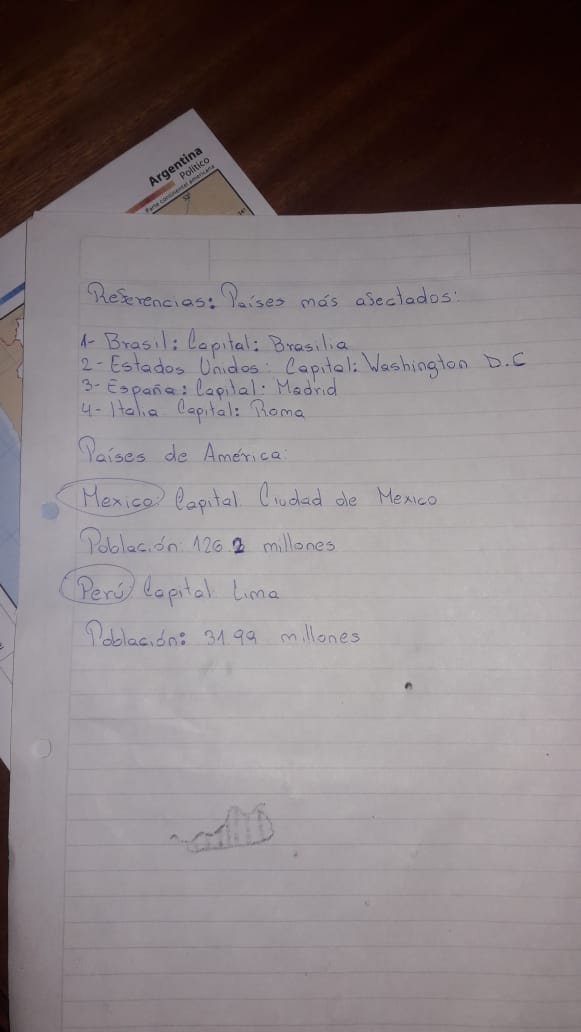 Argentina
Político
Parte continental americana
Referencias: Países más afectados:
1- Brasil: Capital: Brasilia
2- Estados Unidos: Capital: Washington D.C
3- España: Capital: Madrid
4- Italia Capital: Roma
Países de América:
Mexico: Capital Ciudad de Mexico
Población: 126 2 millones
Perú Capital Lima
Población: 31 99 millones